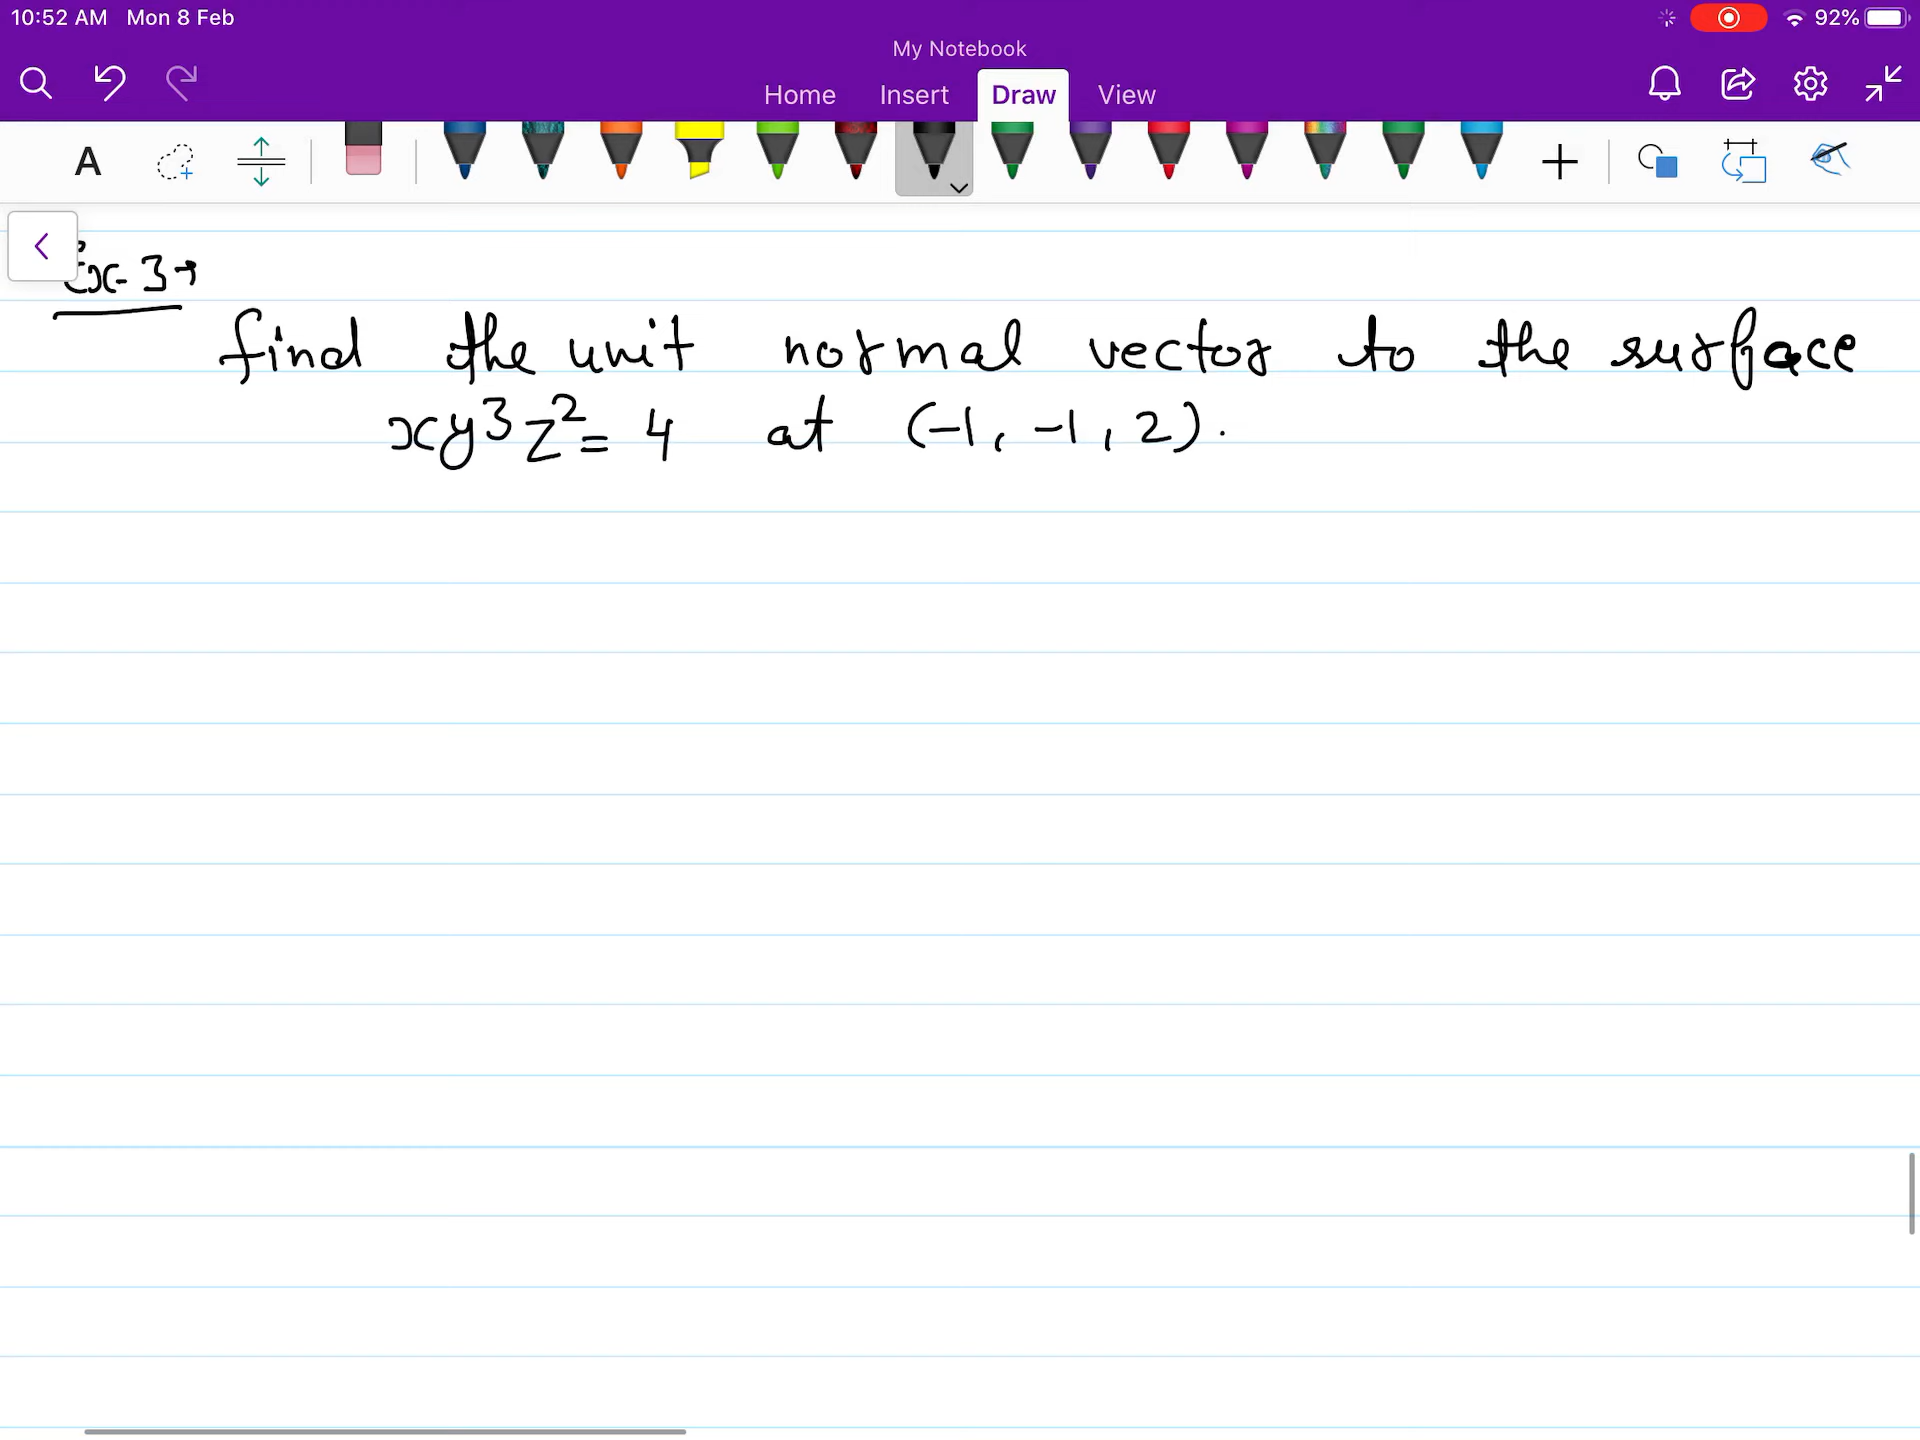 10:52 AM Mon 8 Feb
92%
My Notebook
Home Insert Draw View
A
Ex-3→
find the unit normal vector to the surface
xy³z² = 4 at (-1, -1, 2).